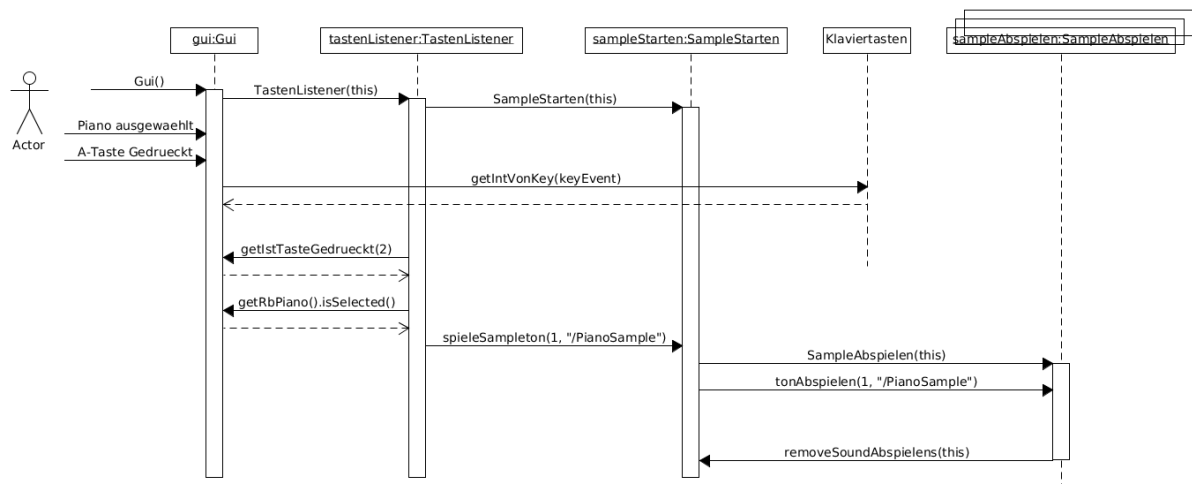 gui:Gui
tastenListener:TastenListener
sampleStarten:SampleStarten
Klaviertasten
sampleAbspielen:SampleAbspielen
Gui()
TastenListener(this)
SampleStarten(this)
Actor
Piano ausgewaehlt
A-Taste Gedrueckt
getIntVonKey(keyEvent)
getIstTasteGedrueckt(2)
getRbPiano().isSelected()
spieleSampleton(1, "/PianoSample")
SampleAbspielen(this)
tonAbspielen(1, "/PianoSample")
removeSoundAbspielens(this)